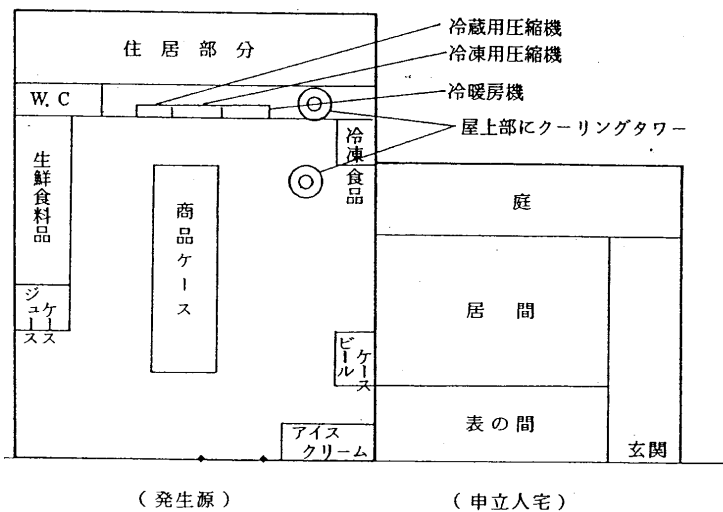 住居部分
冷蔵用圧縮機
冷凍用圧縮機
冷暖房機
屋上部にクーリングタワー
W.C
生鮮食料品
ジュース
ケース
商品ケース
冷凍食品
ビール
ケース
アイス
クリーム
庭
居間
表の間
玄関
(発生源)
(申立人宅)